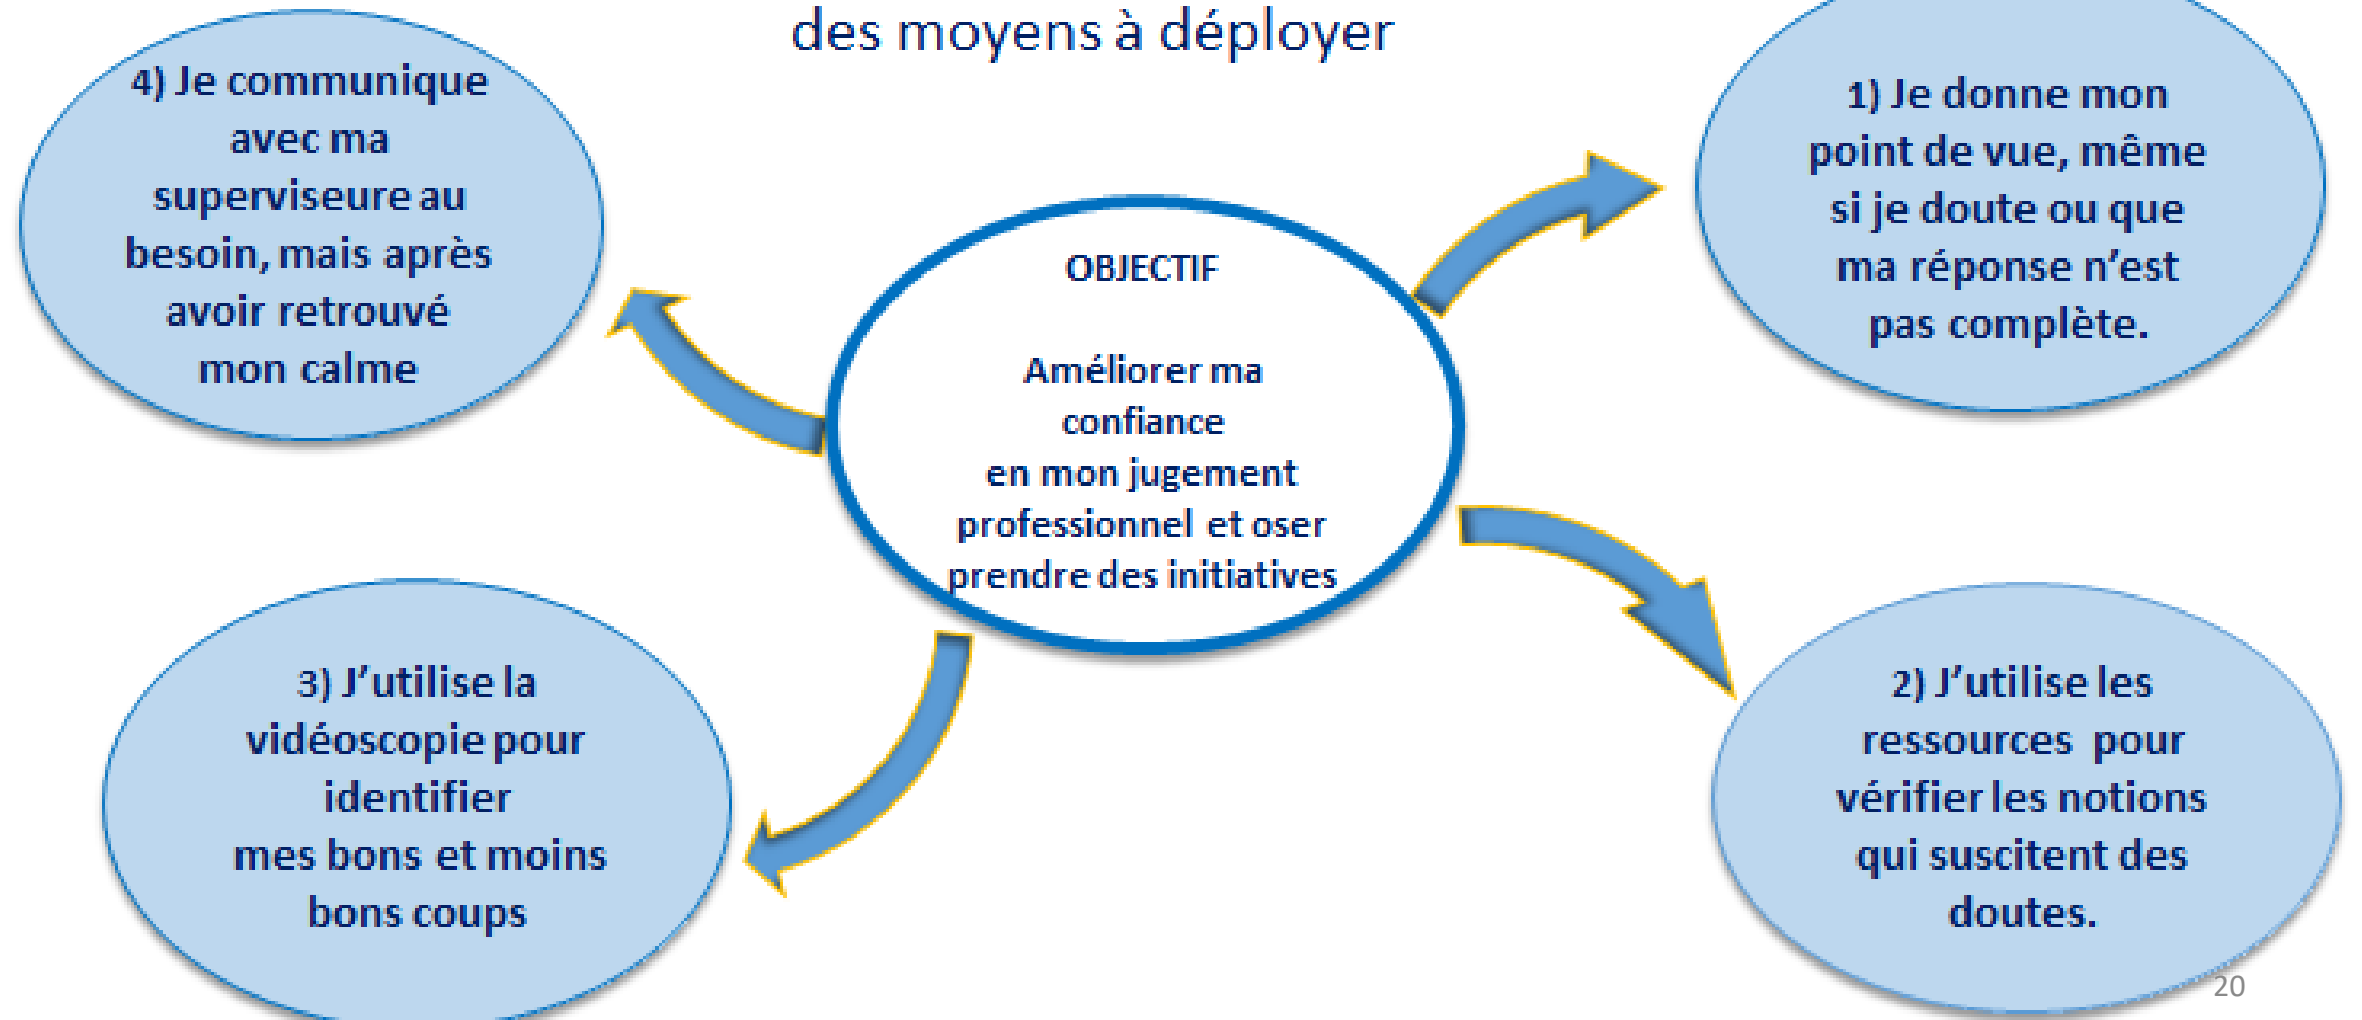 des moyens à déployer
4) Je communique
avec ma
superviseure au
besoin, mais après
avoir retrouvé
mon calme
1) Je donne mon
point de vue, même
si je doute ou que
ma réponse n’est
pas complète.
OBJECTIF
Améliorer ma
confiance
en mon jugement
professionnel et oser
prendre des initiatives
3) J’utilise la
vidéoscopie pour
identifier
mes bons et moins
bons coups
2) J’utilise les
ressources pour
vérifier les notions
qui suscitent des
doutes.
20